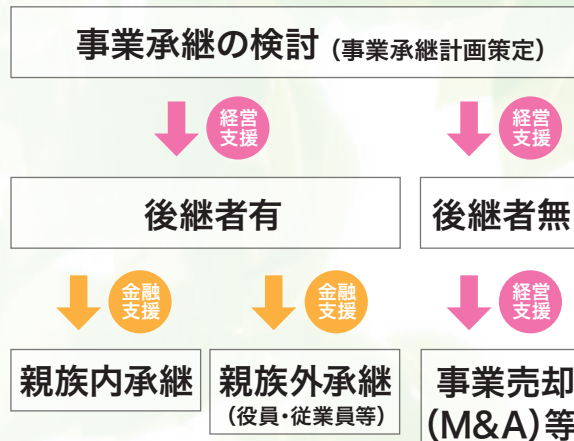 事業承継の検討 (事業承継計画策定)
経営
支援
経営
支援
後継者有
後継者無
金融
支援
金融
支援
経営
支援
親族内承継
親族外承継
(役員・従業員等)
事業売却
(M&A)等